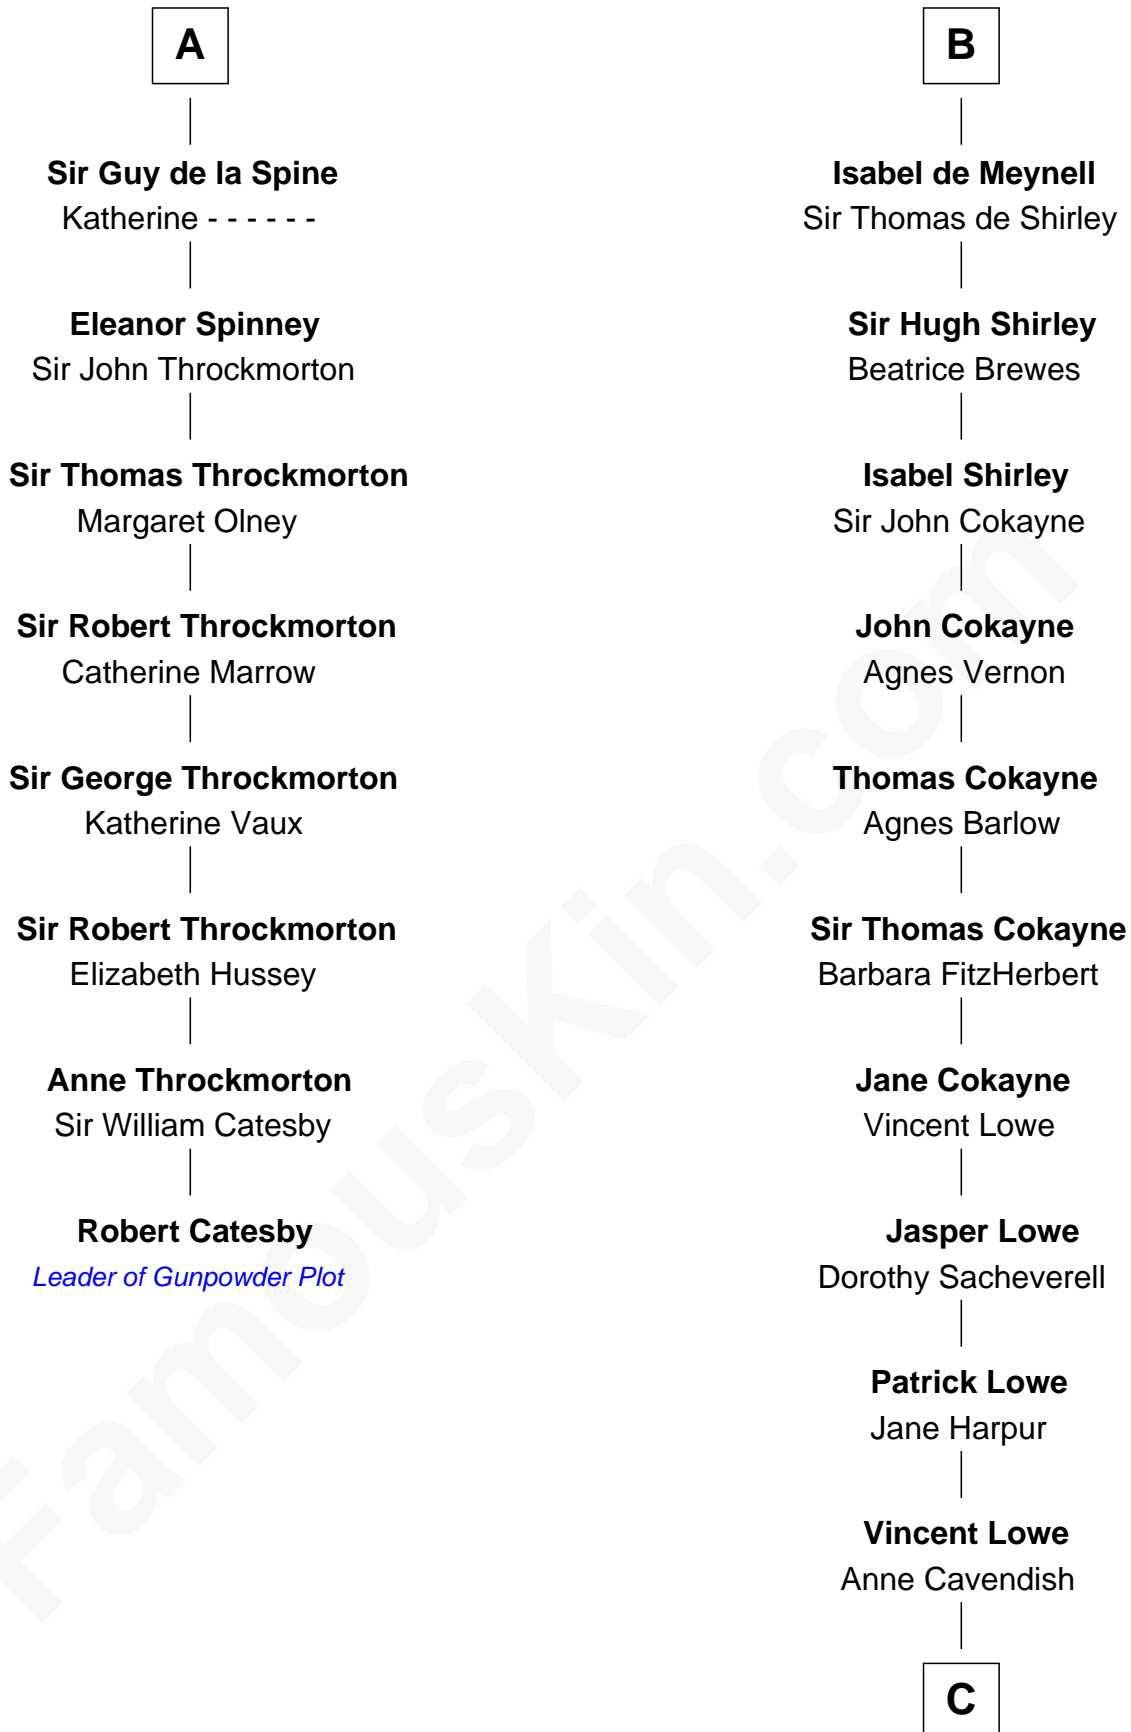 A
Sir Guy de la Spine
Katherine - - - - - -
Eleanor Spinney
Sir John Throckmorton
Sir Thomas Throckmorton
Margaret Olney
Sir Robert Throckmorton
Catherine Marrow
Sir George Throckmorton
Katherine Vaux
Sir Robert Throckmorton
Elizabeth Hussey
Anne Throckmorton
Sir William Catesby
Robert Catesby
Leader of Gunpowder Plot
B
Isabel de Meynell
Sir Thomas de Shirley
Sir Hugh Shirley
Beatrice Brewes
Isabel Shirley
Sir John Cokayne
John Cokayne
Agnes Vernon
Thomas Cokayne
Agnes Barlow
Sir Thomas Cokayne
Barbara FitzHerbert
Jane Cokayne
Vincent Lowe
Jasper Lowe
Dorothy Sacheverell
Patrick Lowe
Jane Harpur
Vincent Lowe
Anne Cavendish
C
FamousKin.com